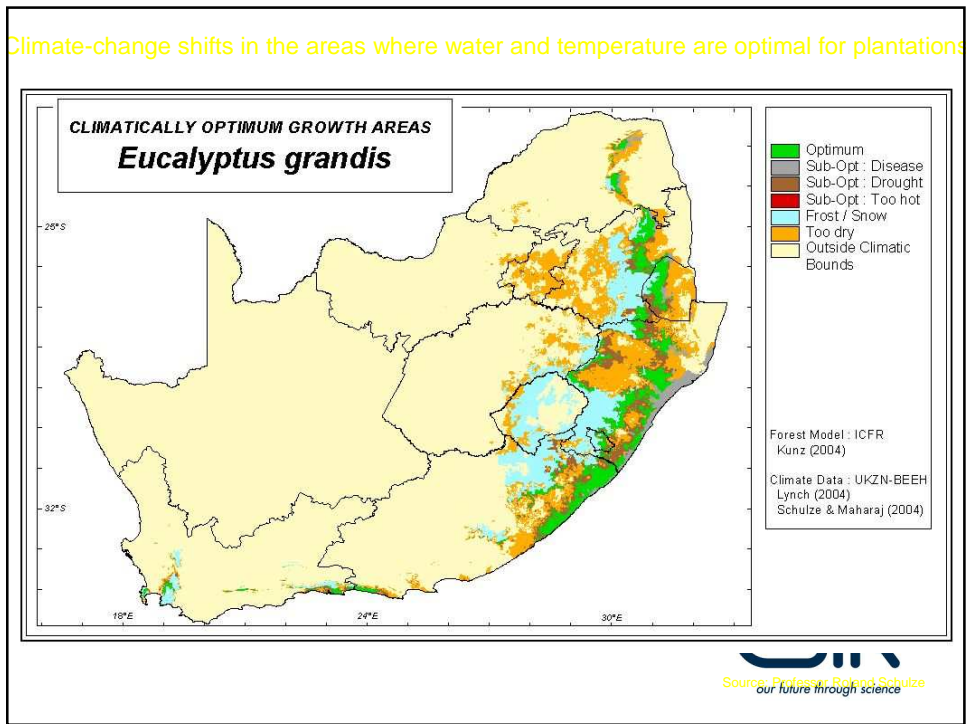 Climate-change shifts in the areas where water and temperature are optimal for plantations
CLIMATICALLY OPTIMUM GROWTH AREAS
Eucalyptus grandis
Optimum
Sub-Opt : Disease
Sub-Opt : Drought
Sub-Opt : Too hot
Frost / Snow
Too dry
Outside Climatic
Bounds
26°S
32°S
18°E
24°E
30°E
Forest Model : ICFR
Kunz (2004)
Climate Data : UKZN-BEEH
Lynch (2004)
Schulze & Maharaj (2004)
Source: Professor Roland Schulze
our future through science